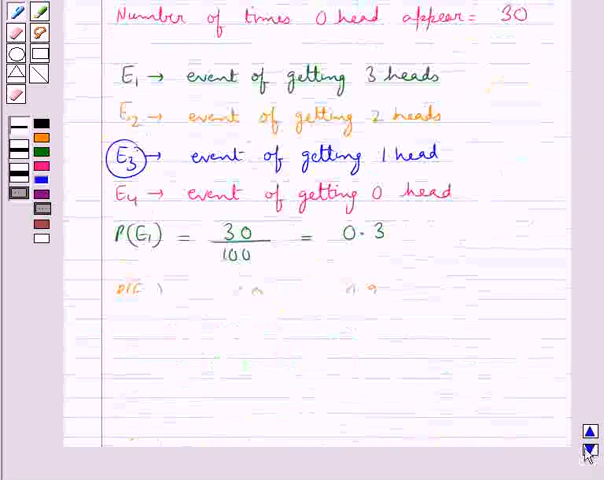 Number of times 0 head appear = 30
E1 → event of getting 3 heads
E2 → event of getting 2 heads
E3 → event of getting 1 head
E4 → event of getting 0 head
P(E1) = 30/100 = 0.3